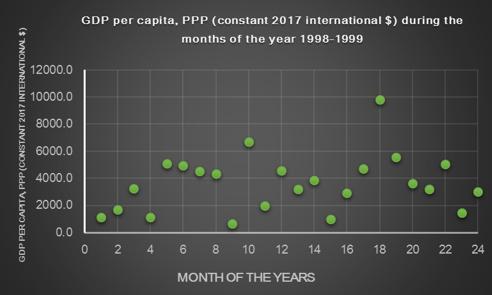 GDP per capita, PPP (constant 2017 international $) during the
months of the year 1998-1999
GDP PER CAPITA, PPP (CONSTANT 2017 INTERNATIONAL $)
12000.0
10000.0
8000.0
6000.0
4000.0
2000.0
0.0
0 2 4 6 8 10 12 14 16 18 20 22 24
MONTH OF THE YEARS